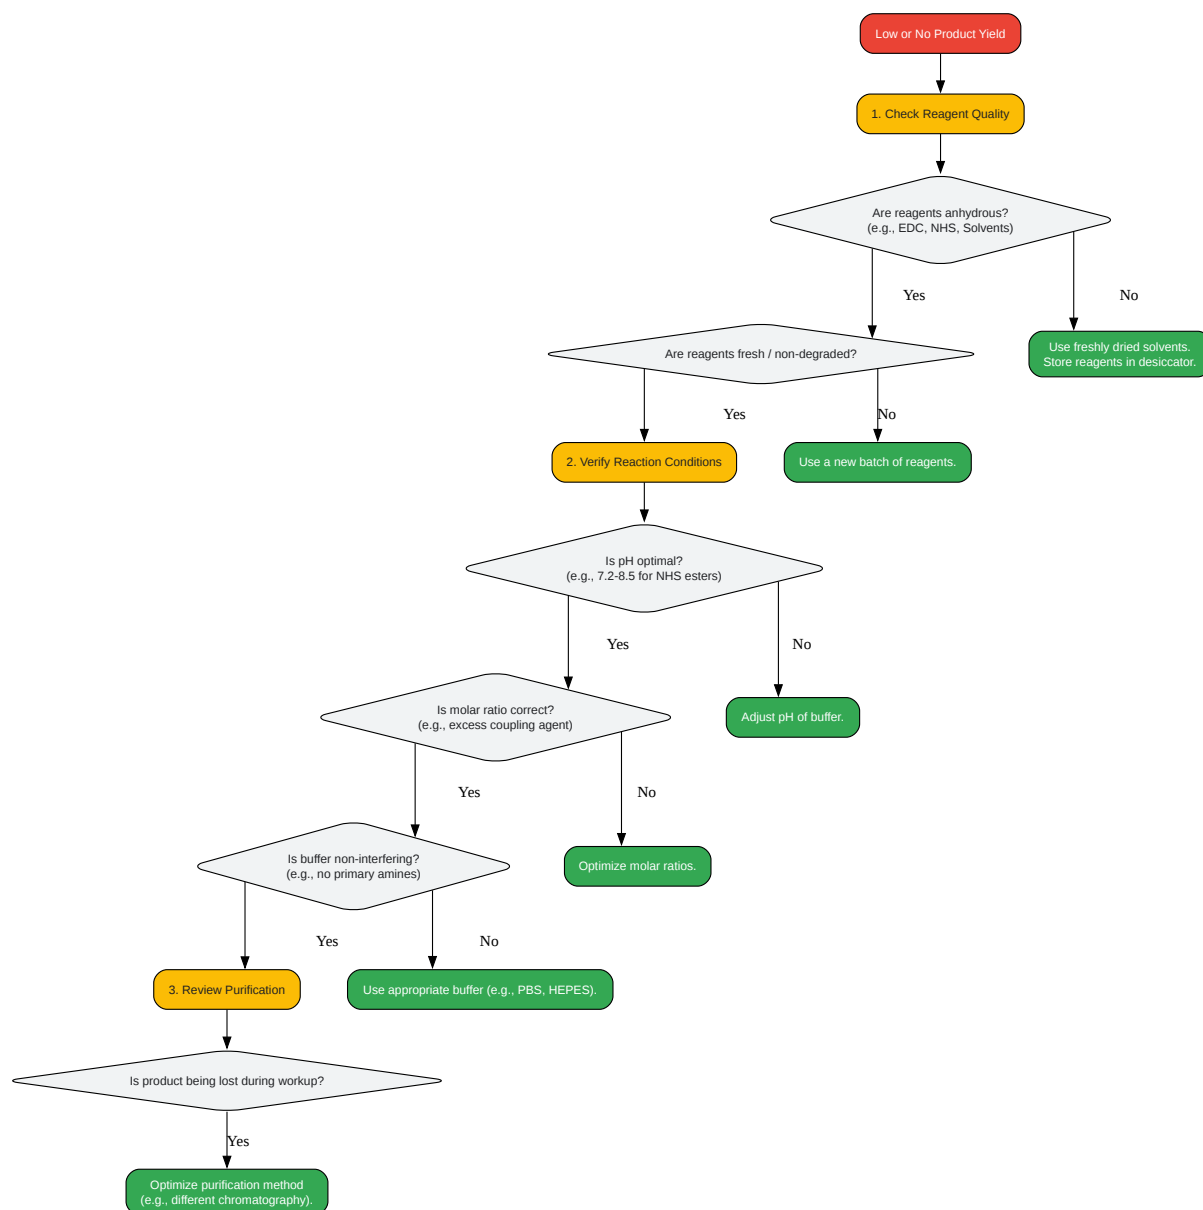 Low or No Product Yield
1. Check Reagent Quality
Are reagents anhydrous?
(e.g., EDC, NHS, Solvents)
Yes
No
Use freshly dried solvents.
Store reagents in desiccator.
Are reagents fresh / non-degraded?
Yes
No
2. Verify Reaction Conditions
Use a new batch of reagents.
Is pH optimal?
(e.g., 7.2-8.5 for NHS esters)
Yes
No
Is molar ratio correct?
(e.g., excess coupling agent)
Adjust pH of buffer.
Yes
No
Is buffer non-interfering?
(e.g., no primary amines)
Optimize molar ratios.
Yes
No
3. Review Purification
Use appropriate buffer (e.g., PBS, HEPES).
Is product being lost during workup?
Yes
Optimize purification method
(e.g., different chromatography).